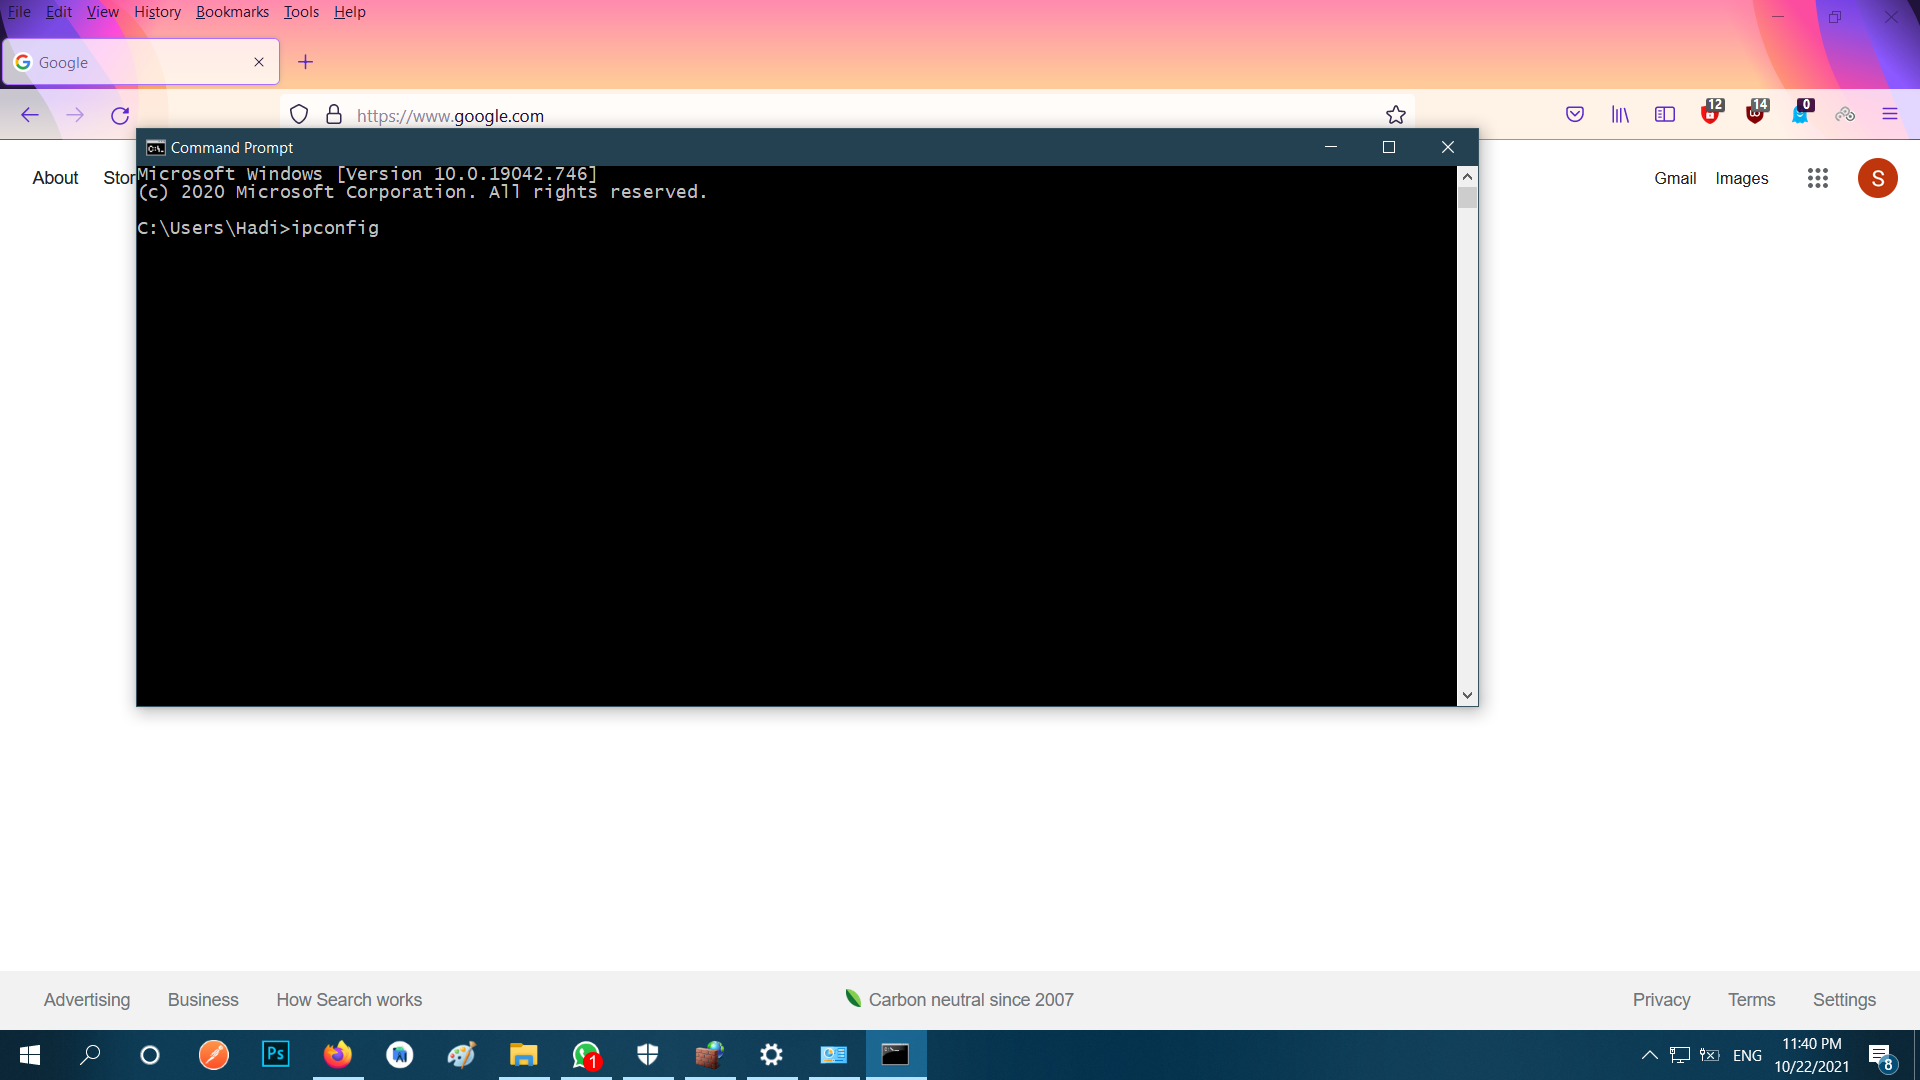 File Edit View History Bookmarks Tools Help
Google
https://www.google.com
12 14 0
Command Prompt
About Stor
Gmail Images S
Microsoft Windows [Version 10.0.19042.746]
(c) 2020 Microsoft Corporation. All rights reserved.
C:\Users\Hadi>ipconfig
Advertising Business How Search works Carbon neutral since 2007 Privacy Terms Settings
Ps 1 ENG 11:40 PM
10/22/2021 8